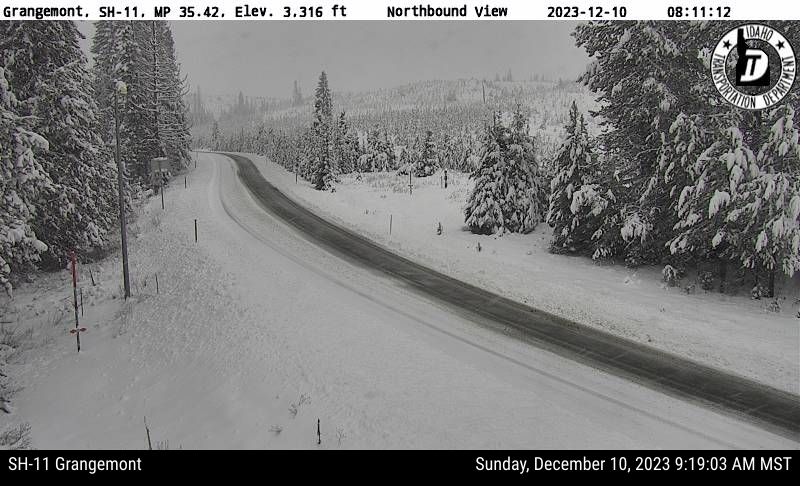 Grangemont, SH-11, MP 35.42, Elev. 3,316 ft Northbound View 2023-12-10 08:11:12
IDAHO
TRANSPORTATION DEPARTMENT
SH-11 Grangemont Sunday, December 10, 2023 9:19:03 AM MST